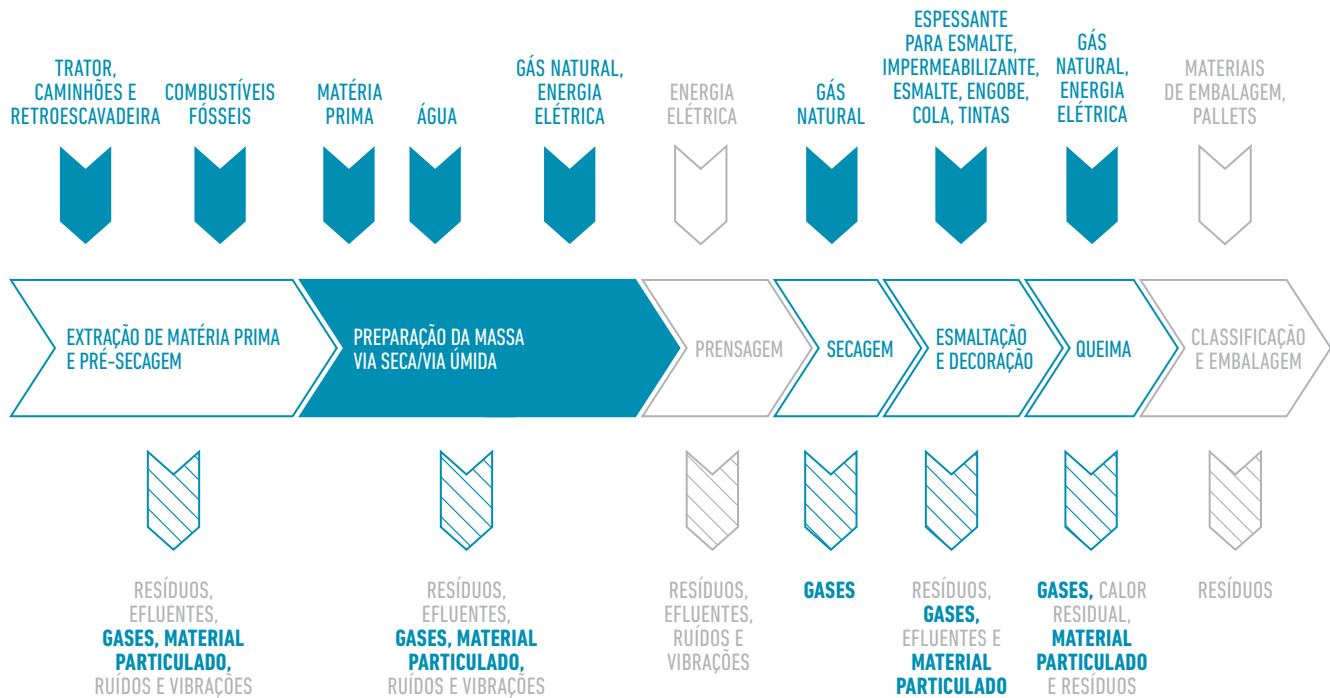 TRATOR,
CAMINHÕES E
RETROESCAVADEIRA
COMBUSTÍVEIS
FÓSSEIS
MATÉRIA
PRIMA
ÁGUA
GÁS NATURAL,
ENERGIA
ELÉTRICA
ENERGIA
ELÉTRICA
GÁS
NATURAL
ESPESSANTE
PARA ESMALTE,
IMPERMEABILIZANTE,
ESMALTE, ENGOBE,
COLA, TINTAS
GÁS
NATURAL,
ENERGIA
ELÉTRICA
MATERIAIS
DE EMBALAGEM,
PALLETS
EXTRAÇÃO DE MATÉRIA PRIMA
E PRÉ-SECAGEM
PREPARAÇÃO DA MASSA
VIA SECA/VIA ÚMIDA
PRENSAGEM
SECAGEM
ESMALTAÇÃO
E DECORAÇÃO
QUEIMA
CLASSIFICAÇÃO
E EMBALAGEM
RESÍDUOS,
EFLUENTES,
GASES, MATERIAL
PARTICULADO,
RUÍDOS E VIBRAÇÕES
RESÍDUOS,
EFLUENTES,
GASES, MATERIAL
PARTICULADO,
RUÍDOS E VIBRAÇÕES
RESÍDUOS,
EFLUENTES,
RUÍDOS E
VIBRAÇÕES
GASES
RESÍDUOS,
GASES,
EFLUENTES E
MATERIAL
PARTICULADO
GASES, CALOR
RESIDUAL,
MATERIAL
PARTICULADO
E RESÍDUOS
RESÍDUOS